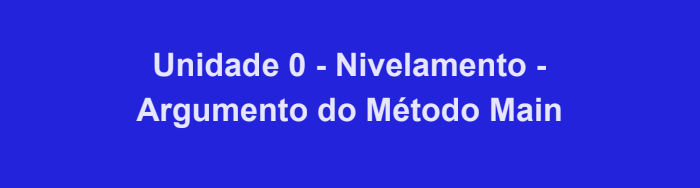 Unidade 0 - Nivelamento -
Argumento do Método Main